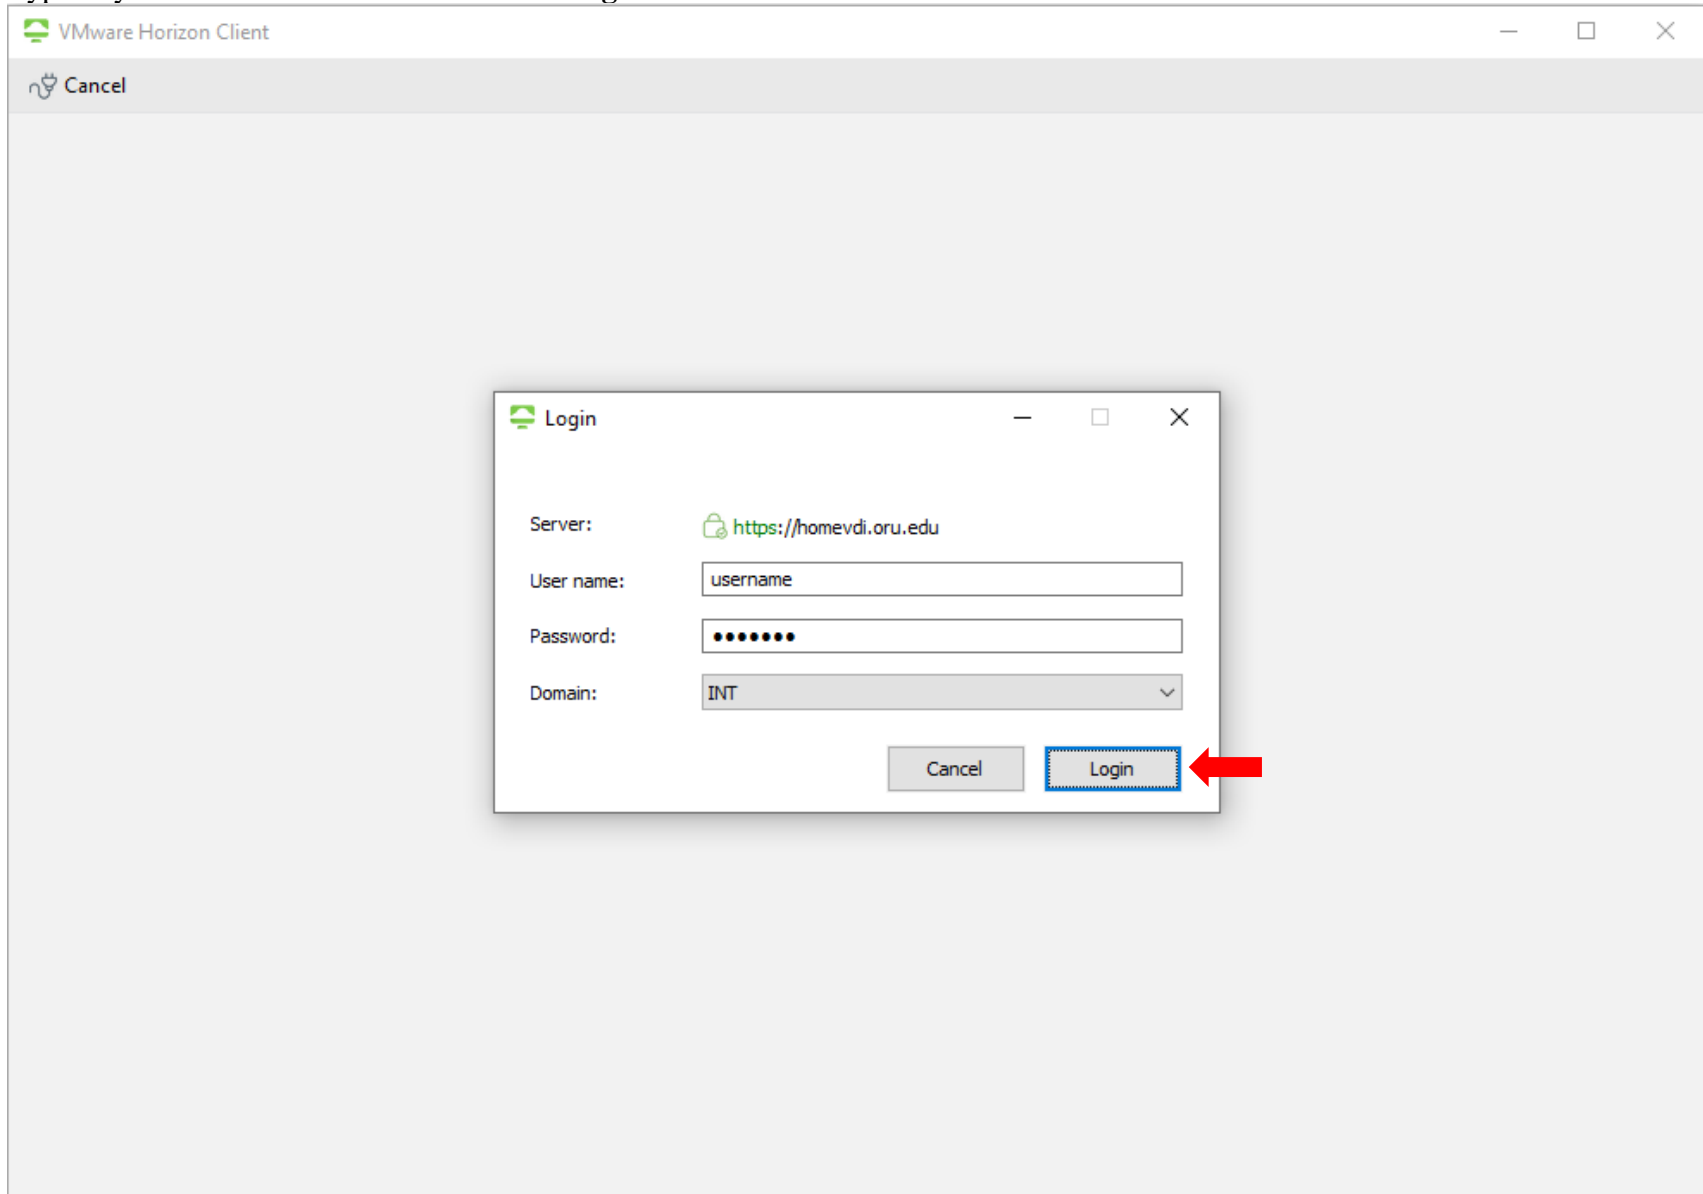 VMware Horizon Client
Cancel
Login
Server: https://homevdi.oru.edu
User name: username
Password: •••••••
Domain: INT
Cancel Login